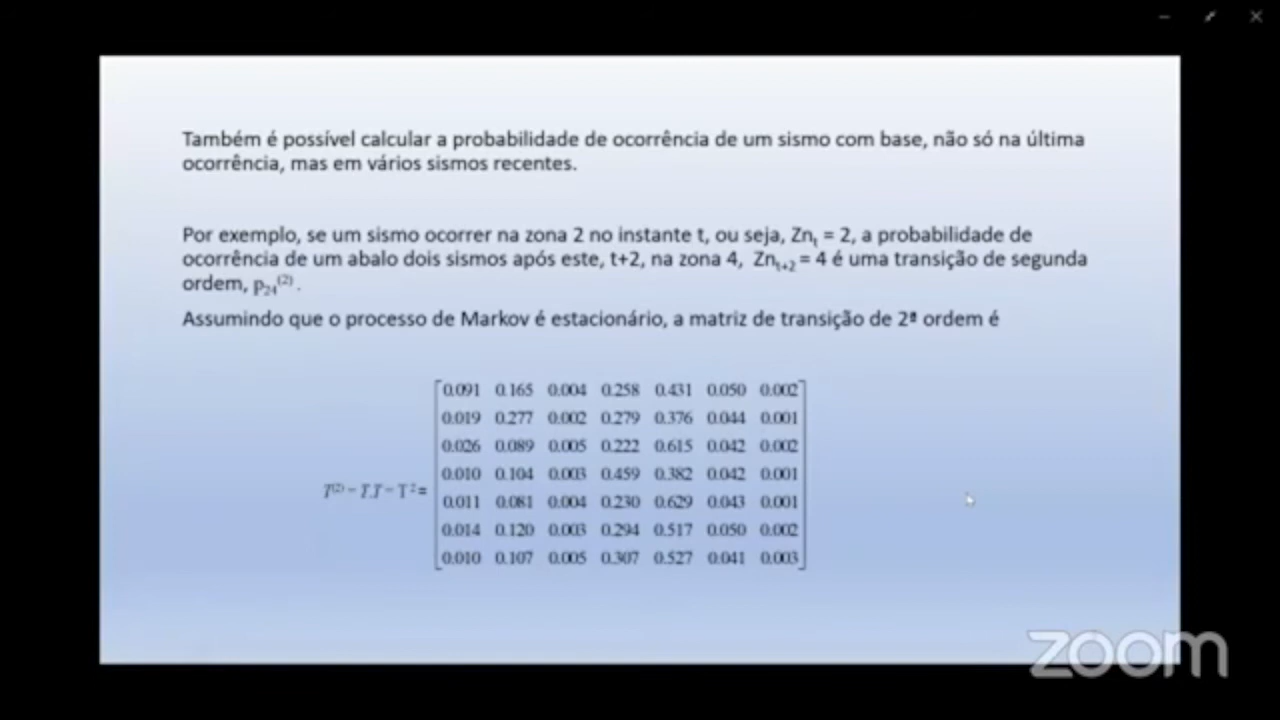 Também é possível calcular a probabilidade de ocorrência de um sismo com base, não só na última
ocorrência, mas em vários sismos recentes.
Por exemplo, se um sismo ocorrer na zona 2 no instante t, ou seja, Znₜ = 2, a probabilidade de
ocorrência de um abalo dois sismos após este, t+2, na zona 4, Znₜ₊₂ = 4 é uma transição de segunda
ordem, p₂₄⁽²⁾ .
Assumindo que o processo de Markov é estacionário, a matriz de transição de 2ª ordem é
0.091 0.165 0.004 0.258 0.431 0.050 0.002
0.019 0.277 0.002 0.279 0.376 0.044 0.001
0.026 0.089 0.005 0.222 0.615 0.042 0.002
0.010 0.104 0.003 0.459 0.382 0.042 0.001
T⁽²⁾ = T.T = T² =
0.011 0.081 0.004 0.230 0.629 0.043 0.001
0.014 0.120 0.003 0.294 0.517 0.050 0.002
0.010 0.107 0.005 0.307 0.527 0.041 0.003
zoom